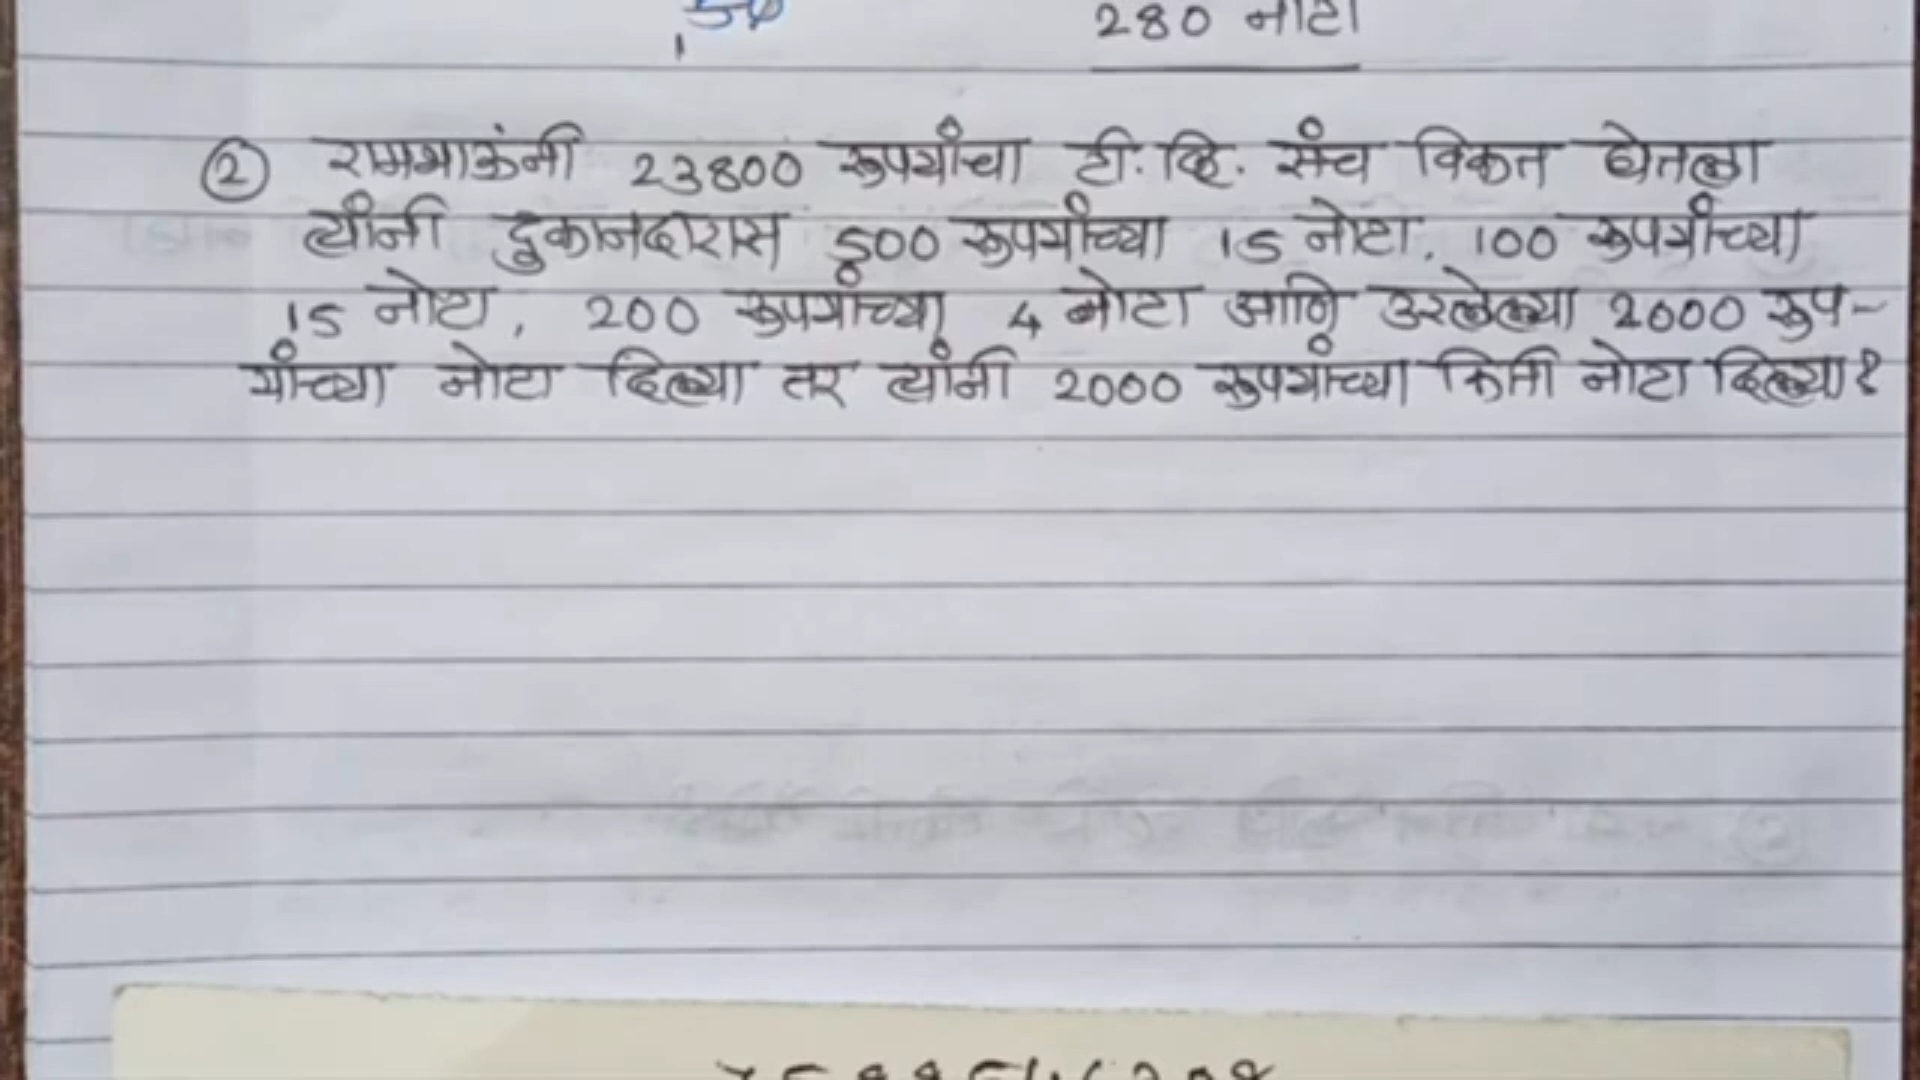 280 नोटा
② रामभाऊंनी 23800 रुपयांचा टी.व्हि. संच विकत घेतला
त्यांनी दुकानदारास 500 रुपयांच्या 15 नोटा, 100 रुपयांच्या
15 नोटा, 200 रुपयांच्या 4 नोटा आणि उरलेल्या 2000 रुप-
यांच्या नोटा दिल्या तर त्यांनी 2000 रुपयांच्या किती नोटा दिल्या?